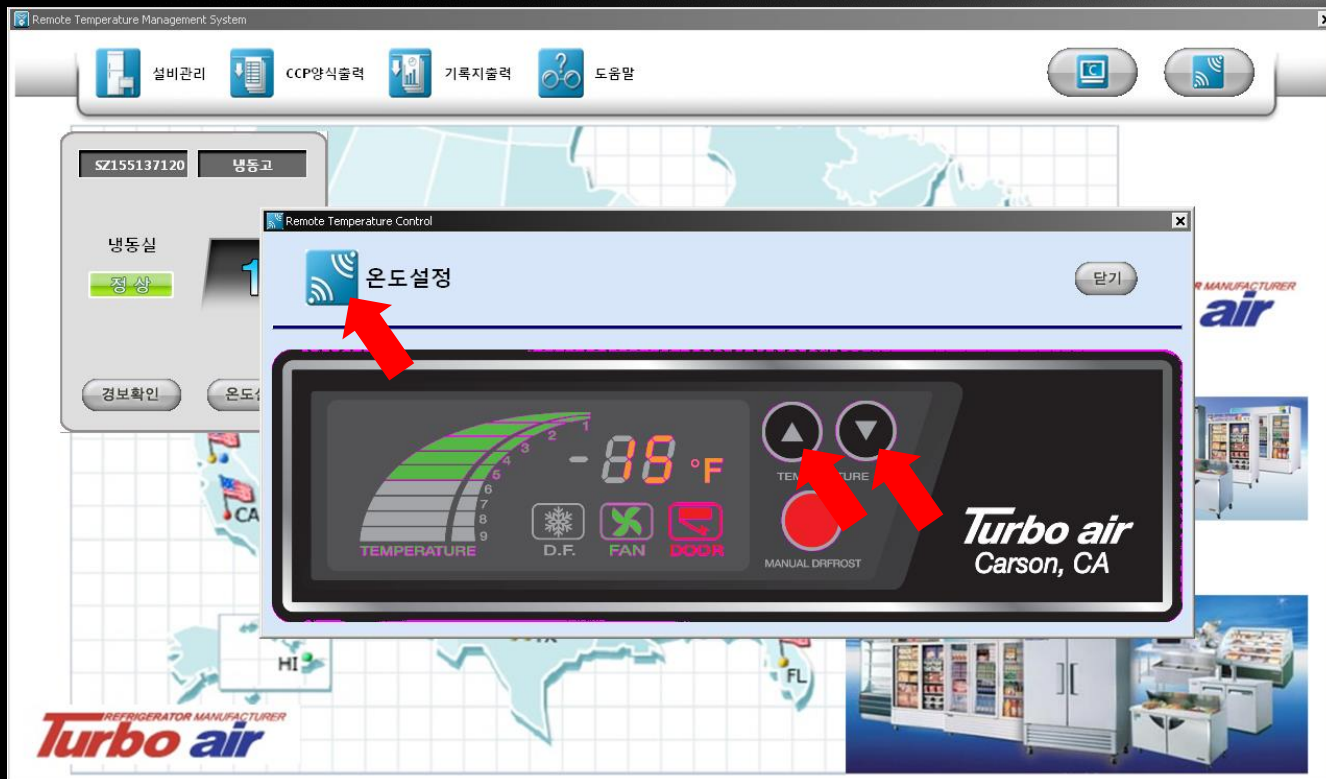 Remote Temperature Management System
설비관리
CCP양식출력
기록지출력
도움말
SZ155137120
냉동고
냉동실
정 상
경보확인
Remote Temperature Control
온도설정
닫기
1
2
3
4
5
6
7
8
9
TEMPERATURE
-15 °F
D.F.
FAN
DOOR
MANUAL DRFROST
Turbo air
Carson, CA
R MANUFACTURER
air
CA
HI
FL
REFRIGERATOR MANUFACTURER
Turbo air